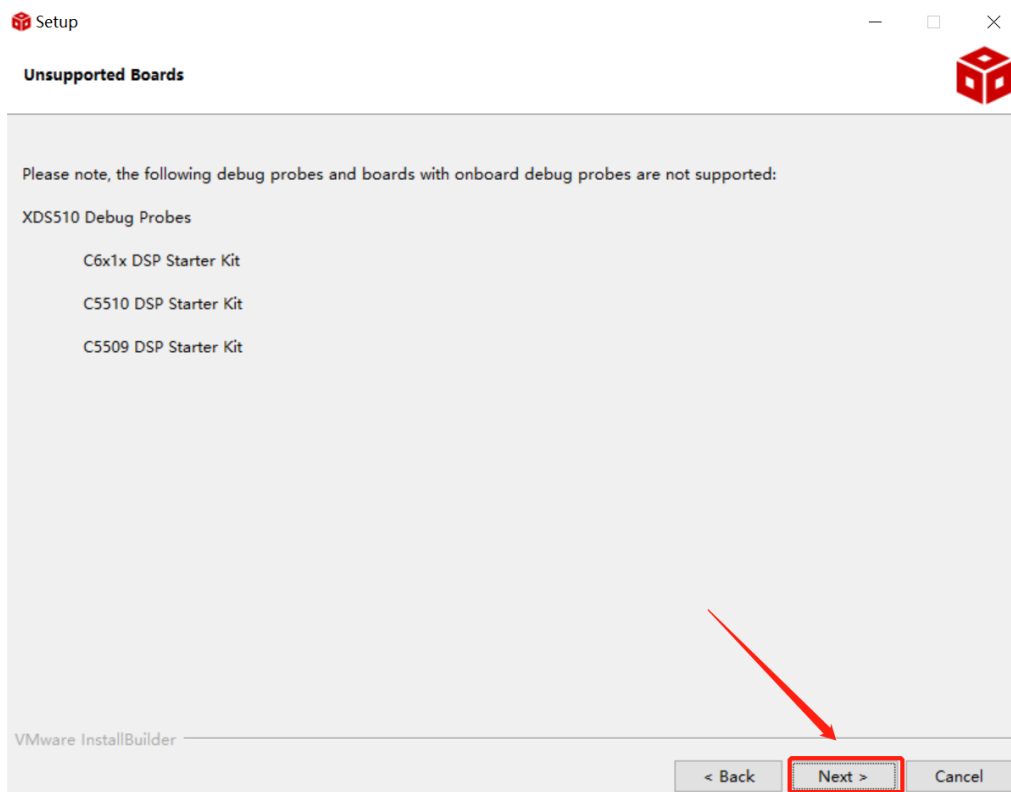 Setup
Unsupported Boards
Please note, the following debug probes and boards with onboard debug probes are not supported:
XDS510 Debug Probes
C6x1x DSP Starter Kit
C5510 DSP Starter Kit
C5509 DSP Starter Kit
VMware InstallBuilder
< Back Next > Cancel